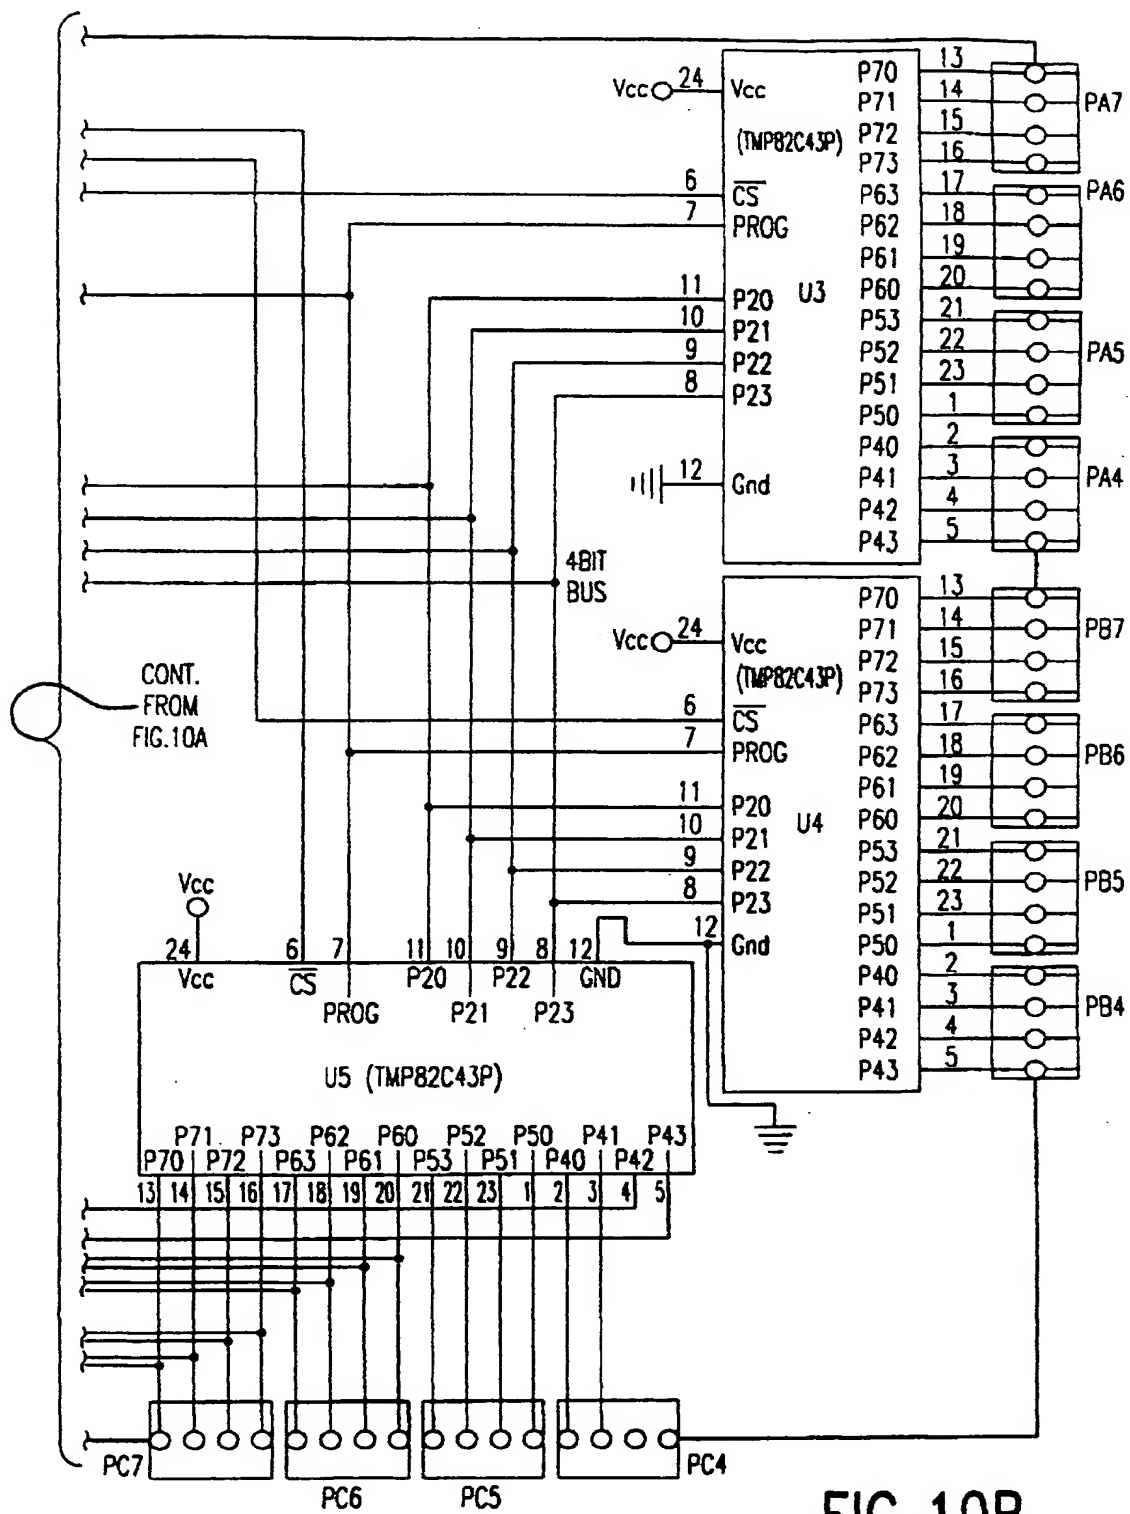 13
P70
Vcc 24 Vcc
14
P71
PA7
15
(TMP82C43P) P72
16
P73
6
CS
17
P63
PA6
7
PROG
18
P62
19
P61
11
P20
U3
20
P60
10
P21
21
P53
9
P22
22
P52
PA5
8
P23
23
P51
1
P50
2
P40
12
Gnd
3
P41
PA4
4
P42
5
P43
4BIT
BUS
13
P70
Vcc 24 Vcc
14
P71
PB7
15
(TMP82C43P) P72
16
P73
CONT.
FROM
FIG.10A
6
CS
17
P63
7
PROG
18
P62
PB6
19
P61
11
P20
U4
20
P60
10
P21
21
P53
9
P22
22
P52
PB5
8
P23
23
P51
12
Gnd
1
P50
2
P40
3
P41
PB4
4
P42
5
P43
Vcc
24 6 7 11 10 9 8 12
Vcc CS P20 P22 GND
PROG P21 P23
U5 (TMP82C43P)
P71 P73 P62 P60 P52 P50 P41 P43
P70 P72 P63 P61 P53 P51 P40 P42
13 14 15 16 17 18 19 20 21 22 23 1 2 3 4 5
PC7 PC4
PC6 PC5
FIG. 10B